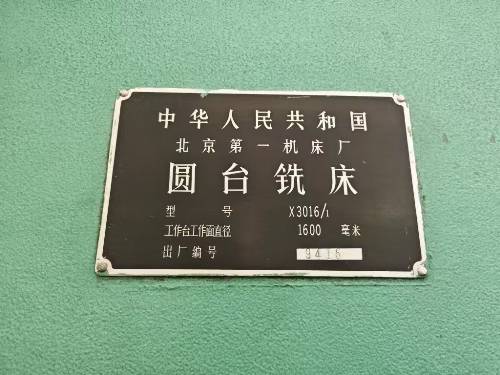 中华人民共和国
北京第一机床厂
圆台铣床
型号 X3016/1
工作台工作面直径 1600 毫米
出厂编号 9416